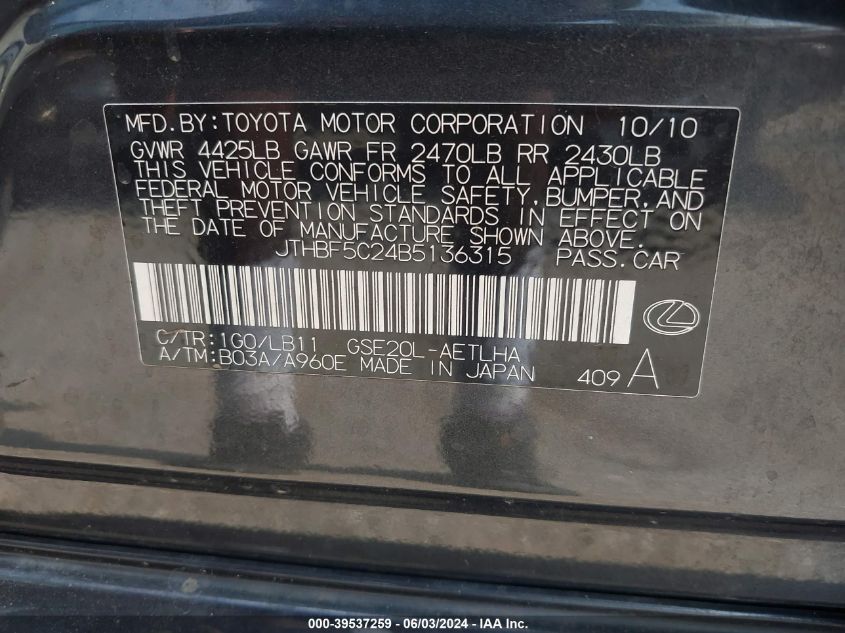 MFD.BY:TOYOTA MOTOR CORPORATION 10/10
GVWR 4425LB GAWR FR 2470LB RR 2430LB
THIS VEHICLE CONFORMS TO ALL APPLICABLE
FEDERAL MOTOR VEHICLE SAFETY, BUMPER, AND
THEFT PREVENTION STANDARDS IN EFFECT ON
THE DATE OF MANUFACTURE SHOWN ABOVE.
JTHBF5C24B5136315 PASS.CAR
C/TR:1G0/LB11 GSE20L-AETLHA
A/TM:B03A/A960E MADE IN JAPAN 409 A
000-39537259 - 06/03/2024 - IAA Inc.